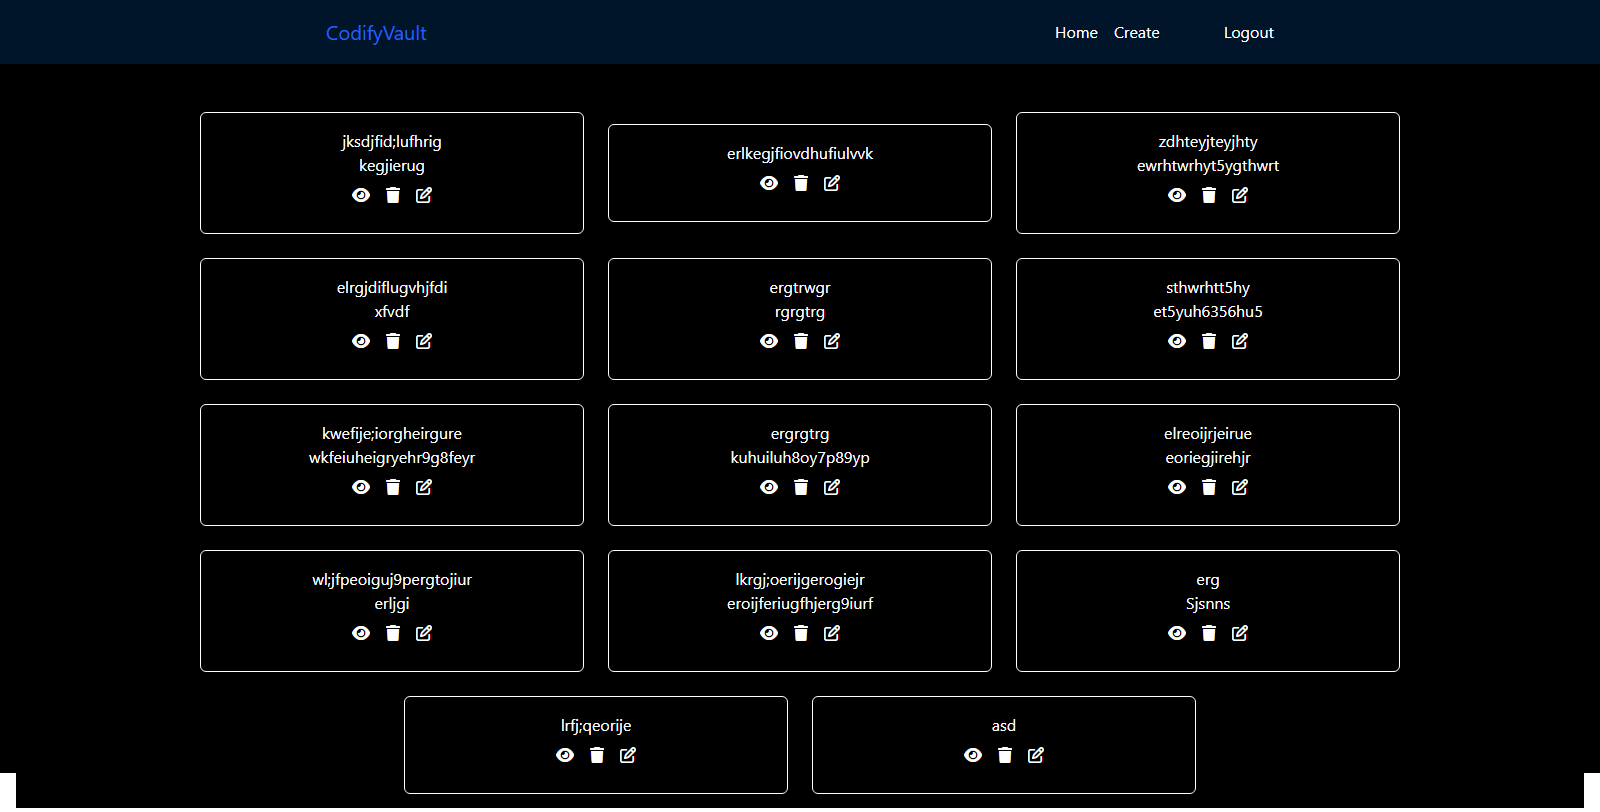 CodifyVault
Home Create Logout
jksdjfid;lufhrig
kegjierug
erlkegjfiovdhufiulvvk
zdhteyjteyjhty
ewrhtwrhyt5ygthwrt
elrgjdiflugvhjfdi
xfvdf
ergtrwgr
rgrgtrg
sthwrhtt5hy
et5yuh6356hu5
kwefije;iorgheirgure
wkfeiuheigryehr9g8feyr
ergrgtrg
kuhuiluh8oy7p89yp
elreoijrjeirue
eoriegjirehjr
wl;jfpeoiguj9pergtojiur
erljgi
lkrgj;oerijgerogiejr
eroijferiugfhjerg9iurf
erg
Sjsnns
lrfj;qeorije
asd